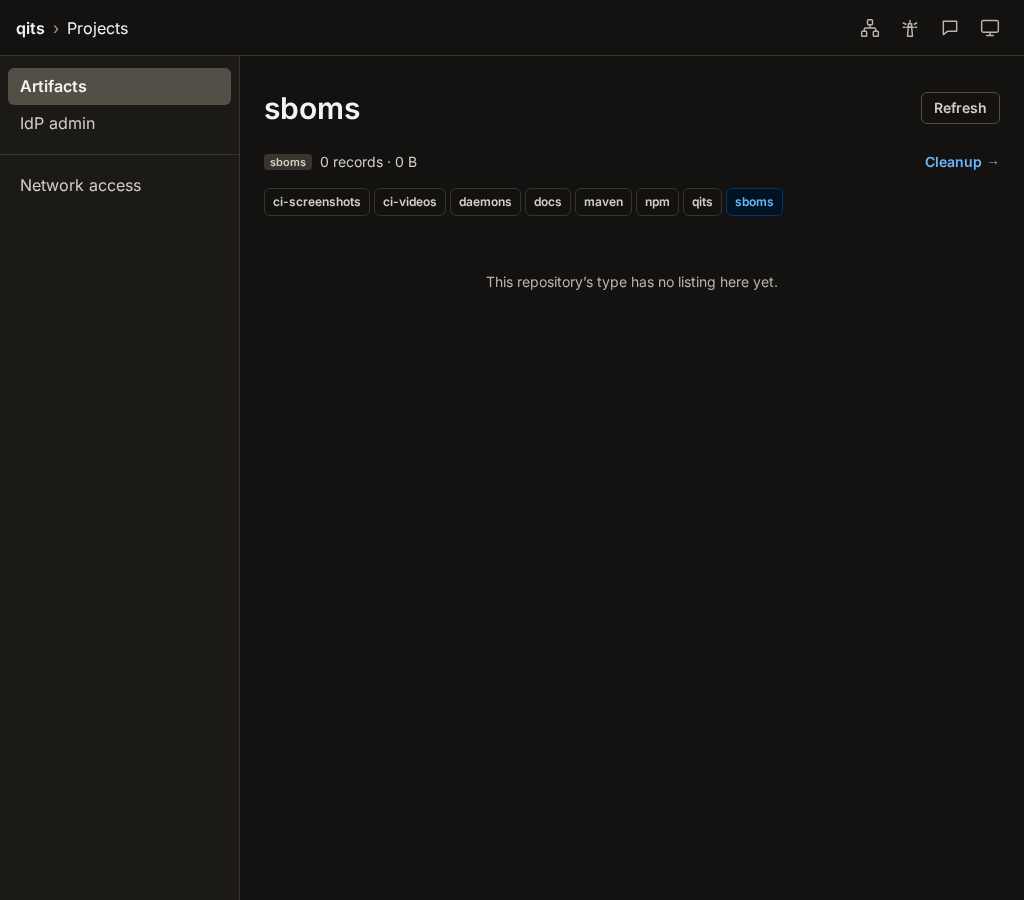 qits › Projects
Artifacts
IdP admin
Network access
sboms
Refresh
sboms 0 records · 0 B
Cleanup →
ci-screenshots ci-videos daemons docs maven npm qits sboms
This repository’s type has no listing here yet.